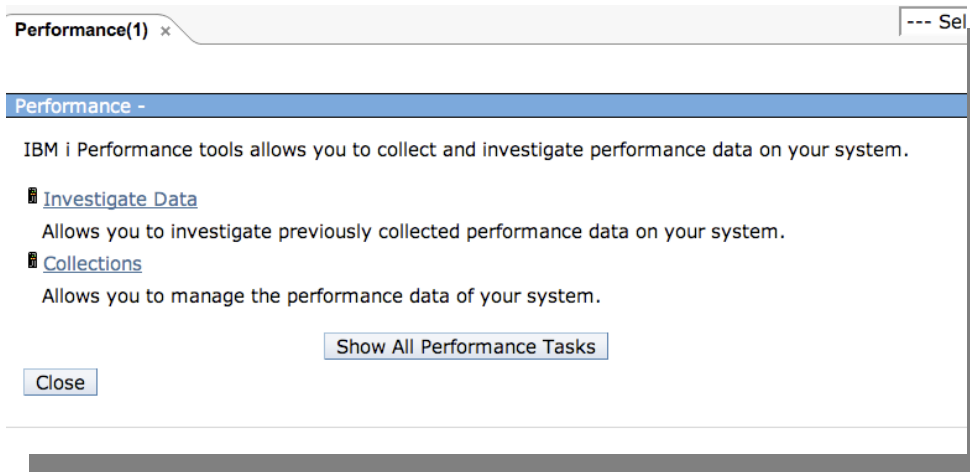 Performance(1) ×
--- Sel
Performance -
IBM i Performance tools allows you to collect and investigate performance data on your system.
Investigate Data
Allows you to investigate previously collected performance data on your system.
Collections
Allows you to manage the performance data of your system.
Show All Performance Tasks
Close